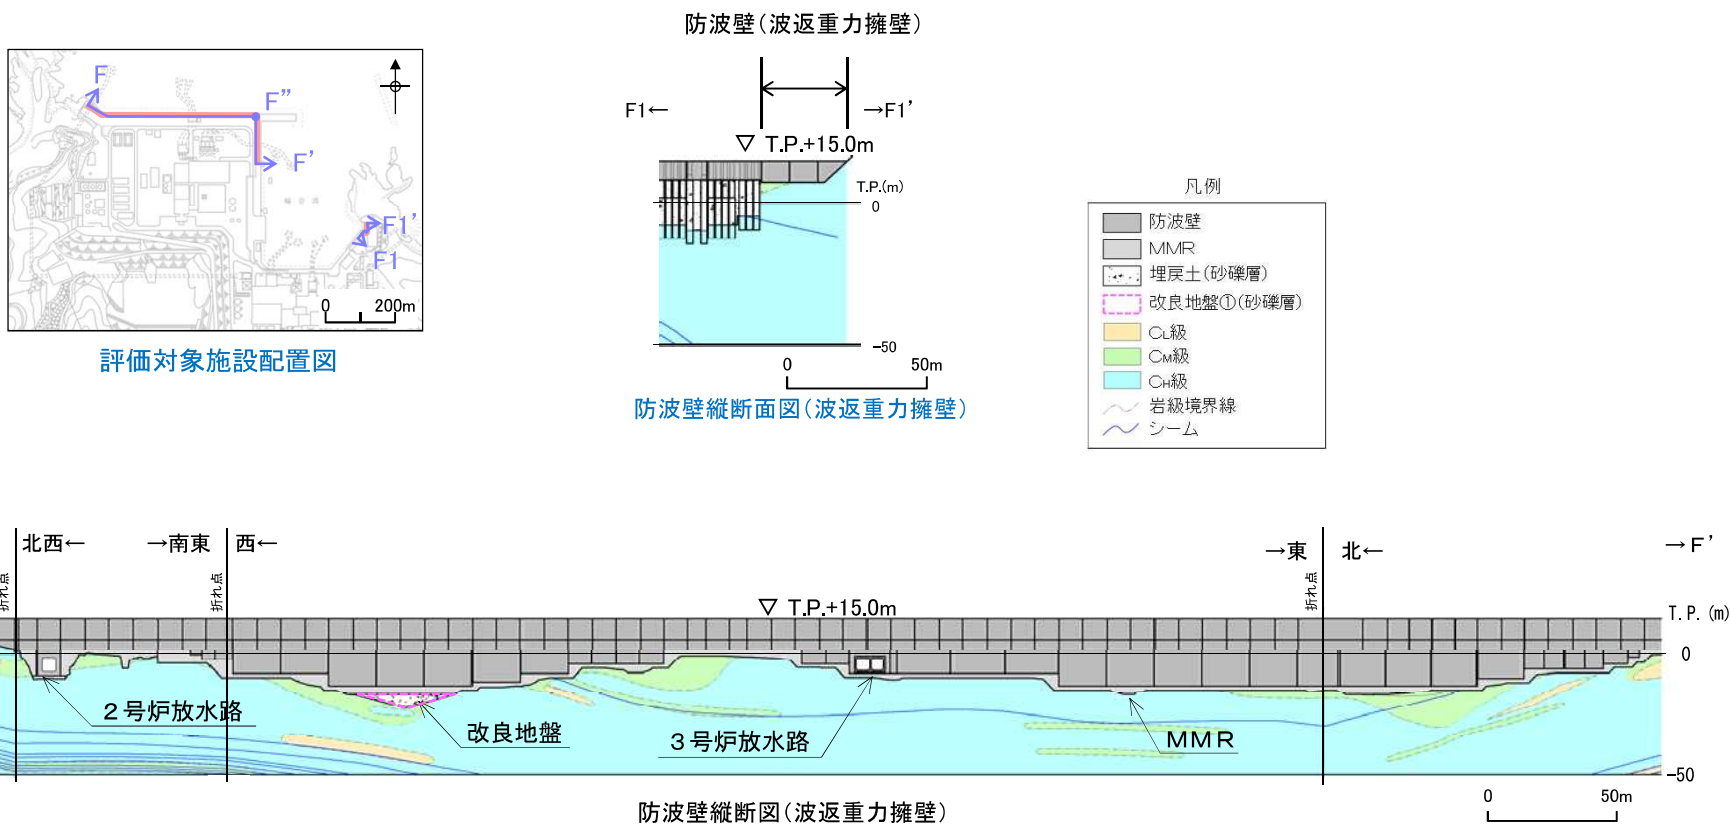 防波壁(波返重力擁壁)
F
F''
F'
F1'
F1
0 200m
評価対象施設配置図
F1← →F1'
▽ T.P.+15.0m
T.P.(m)
0
-50
0 50m
防波壁縦断面図(波返重力擁壁)
凡例
防波壁
MMR
埋戻土(砂礫層)
改良地盤①(砂礫層)
CL級
CM級
CH級
岩級境界線
シーム
北西← →南東 西← →東 北← →F'
折れ点 折れ点 折れ点
▽ T.P.+15.0m
T.P.(m)
0
2号炉放水路
改良地盤
3号炉放水路
MMR
-50
防波壁縦断図(波返重力擁壁)
0 50m